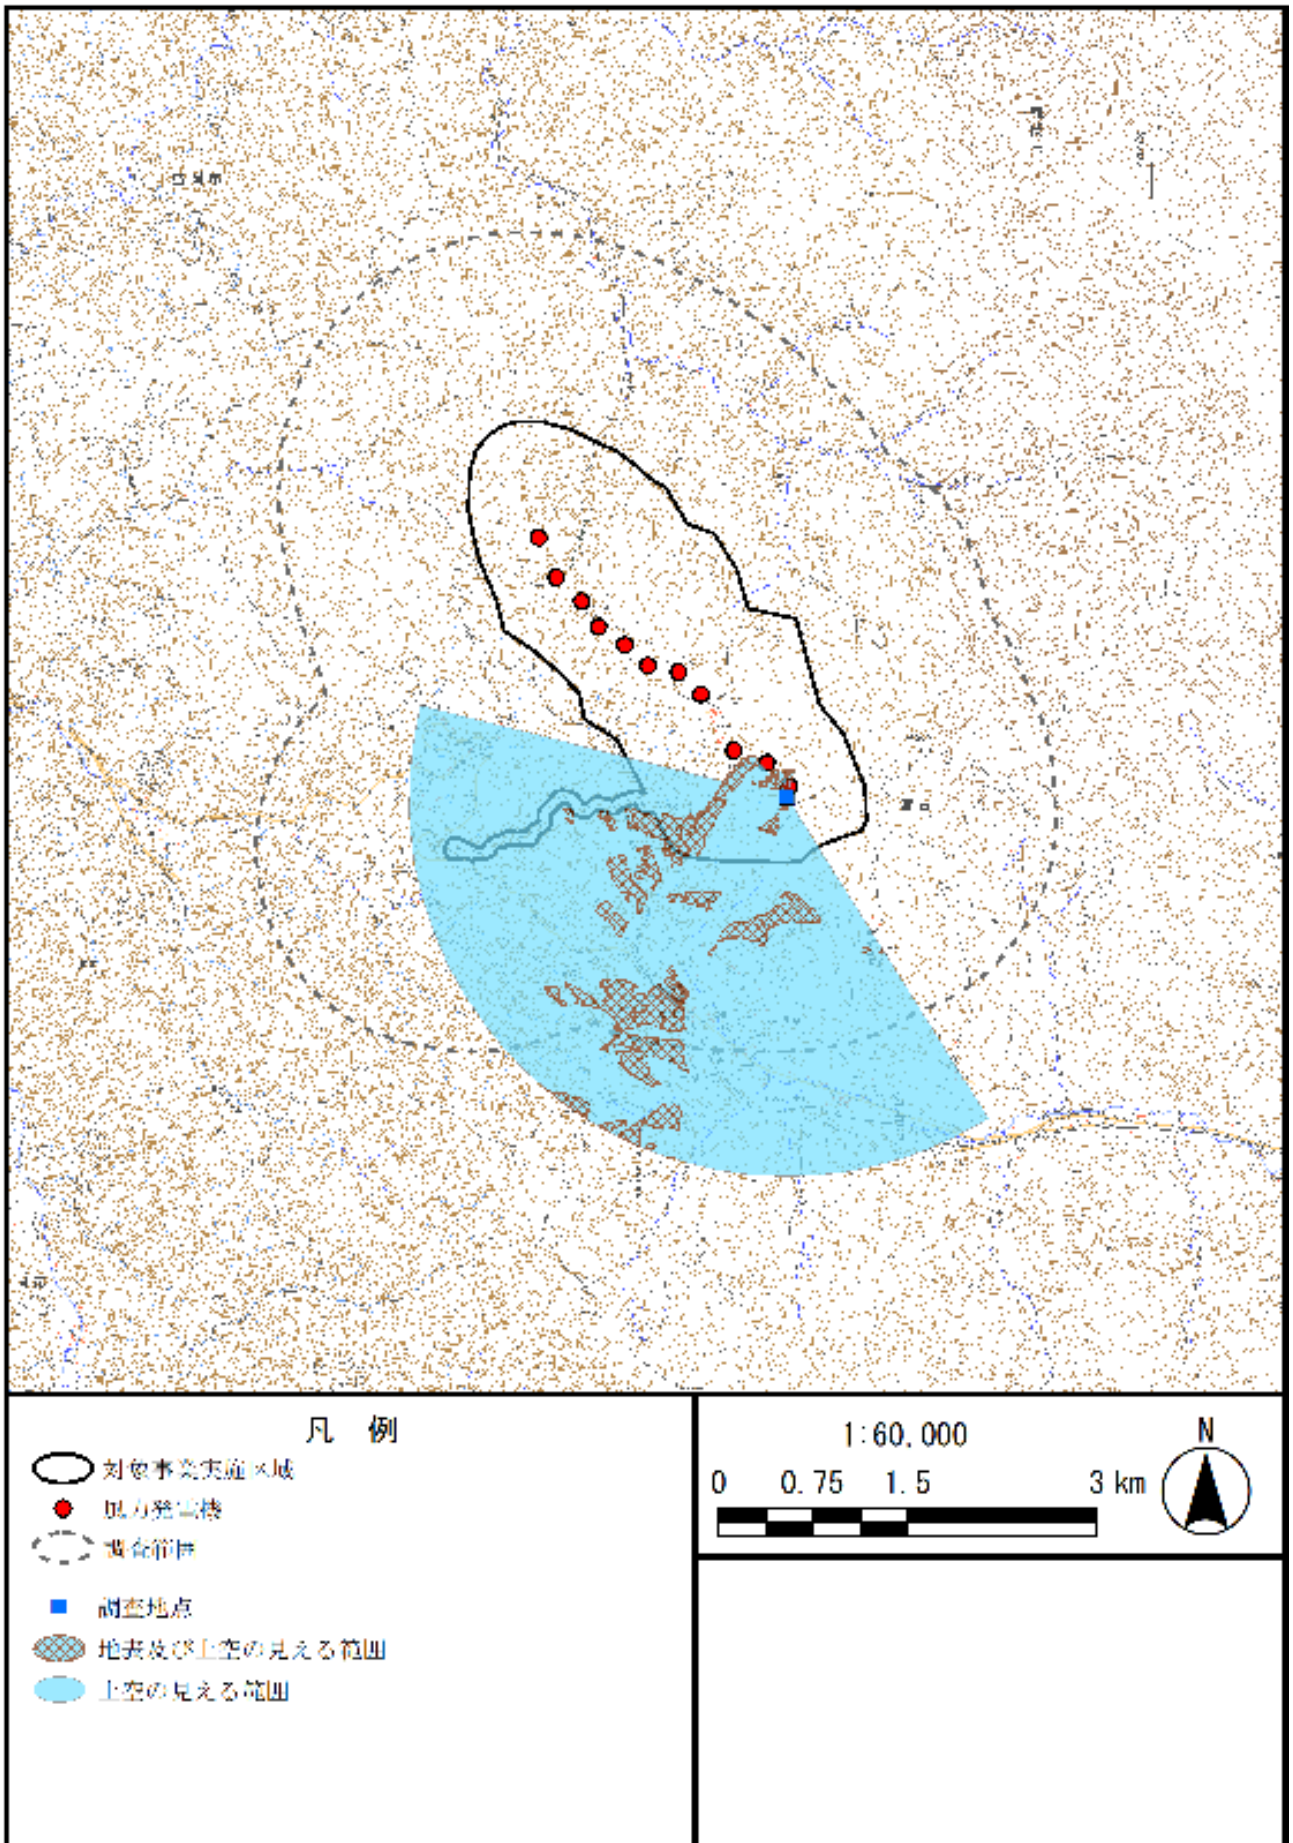 凡 例
対象事業実施区域
風力発電機
調査範囲
調査地点
地表及び上空の見える範囲
上空の見える範囲
1:60,000
N
0 0.75 1.5 3 km